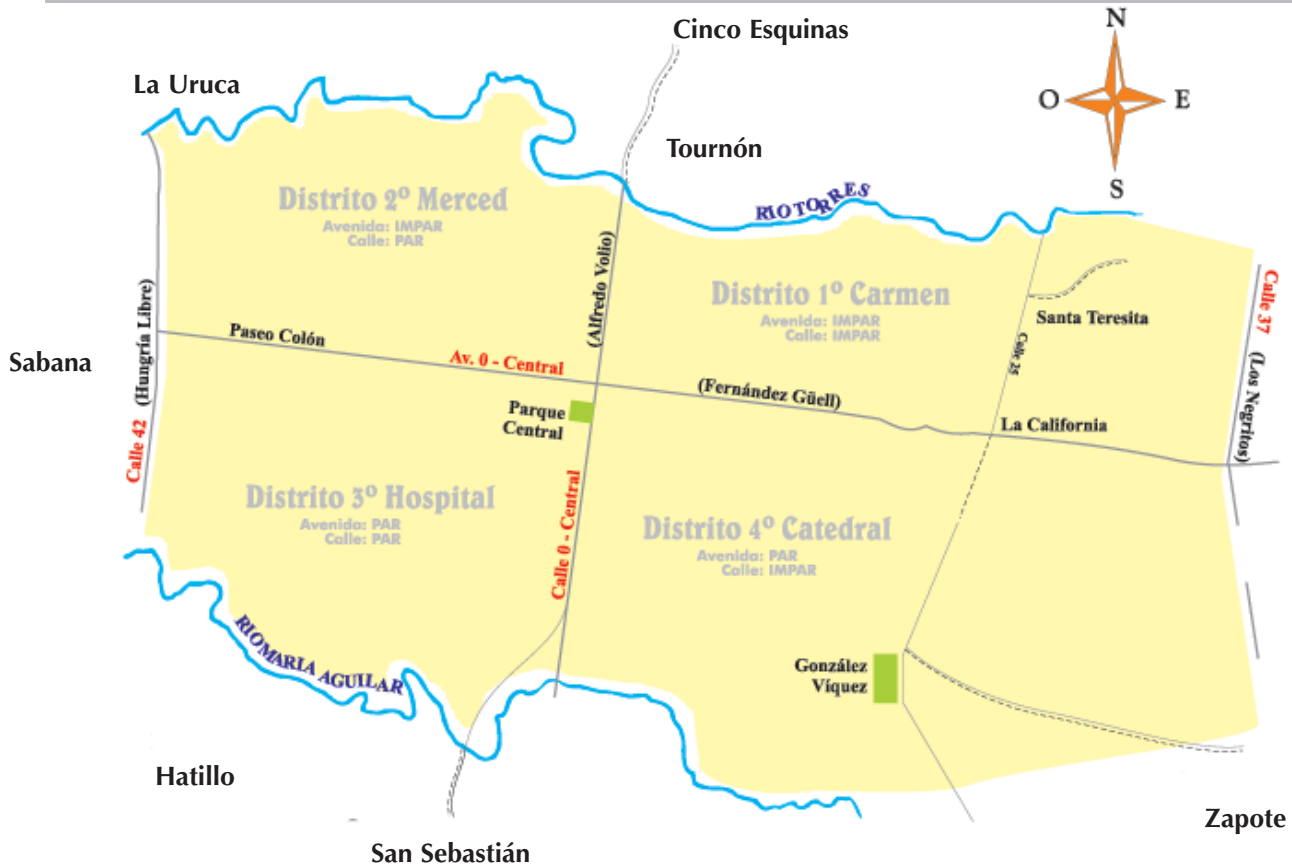 N
Cinco Esquinas
La Uruca
O
E
Tournón
S
RIO TORRES
Distrito 2º Merced
Avenida: IMPAR
Calle: PAR
(Alfredo Volio)
Distrito 1º Carmen
Avenida: IMPAR
Calle: IMPAR
Calle 37
(Los Negritos)
Santa Teresita
Calle 25
(Hungría Libre)
Calle 42
Paseo Colón
Sabana
Av. 0 - Central
(Fernández Güell)
Parque
Central
La California
Distrito 3º Hospital
Avenida: PAR
Calle: PAR
Calle 0 - Central
Distrito 4º Catedral
Avenida: PAR
Calle: IMPAR
RIO MARIA AGUILAR
González
Víquez
Hatillo
Zapote
San Sebastián